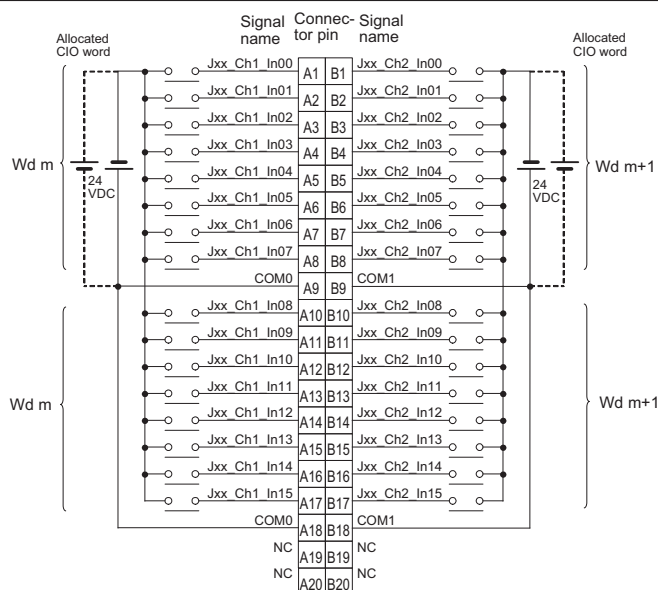 Signal name Connec-tor pin Signal name
Allocated CIO word Allocated CIO word
Jxx_Ch1_In00 A1 B1 Jxx_Ch2_In00
Jxx_Ch1_In01 A2 B2 Jxx_Ch2_In01
Jxx_Ch1_In02 A3 B3 Jxx_Ch2_In02
Jxx_Ch1_In03 A4 B4 Jxx_Ch2_In03
Wd m Wd m+1
Jxx_Ch1_In04 A5 B5 Jxx_Ch2_In04
24 VDC 24 VDC
Jxx_Ch1_In05 A6 B6 Jxx_Ch2_In05
Jxx_Ch1_In06 A7 B7 Jxx_Ch2_In06
Jxx_Ch1_In07 A8 B8 Jxx_Ch2_In07
COM0 A9 B9 COM1
Jxx_Ch1_In08 A10 B10 Jxx_Ch2_In08
Jxx_Ch1_In09 A11 B11 Jxx_Ch2_In09
Jxx_Ch1_In10 A12 B12 Jxx_Ch2_In10
Jxx_Ch1_In11 A13 B13 Jxx_Ch2_In11
Wd m Wd m+1
Jxx_Ch1_In12 A14 B14 Jxx_Ch2_In12
Jxx_Ch1_In13 A15 B15 Jxx_Ch2_In13
Jxx_Ch1_In14 A16 B16 Jxx_Ch2_In14
Jxx_Ch1_In15 A17 B17 Jxx_Ch2_In15
COM0 A18 B18 COM1
NC A19 B19 NC
NC A20 B20 NC